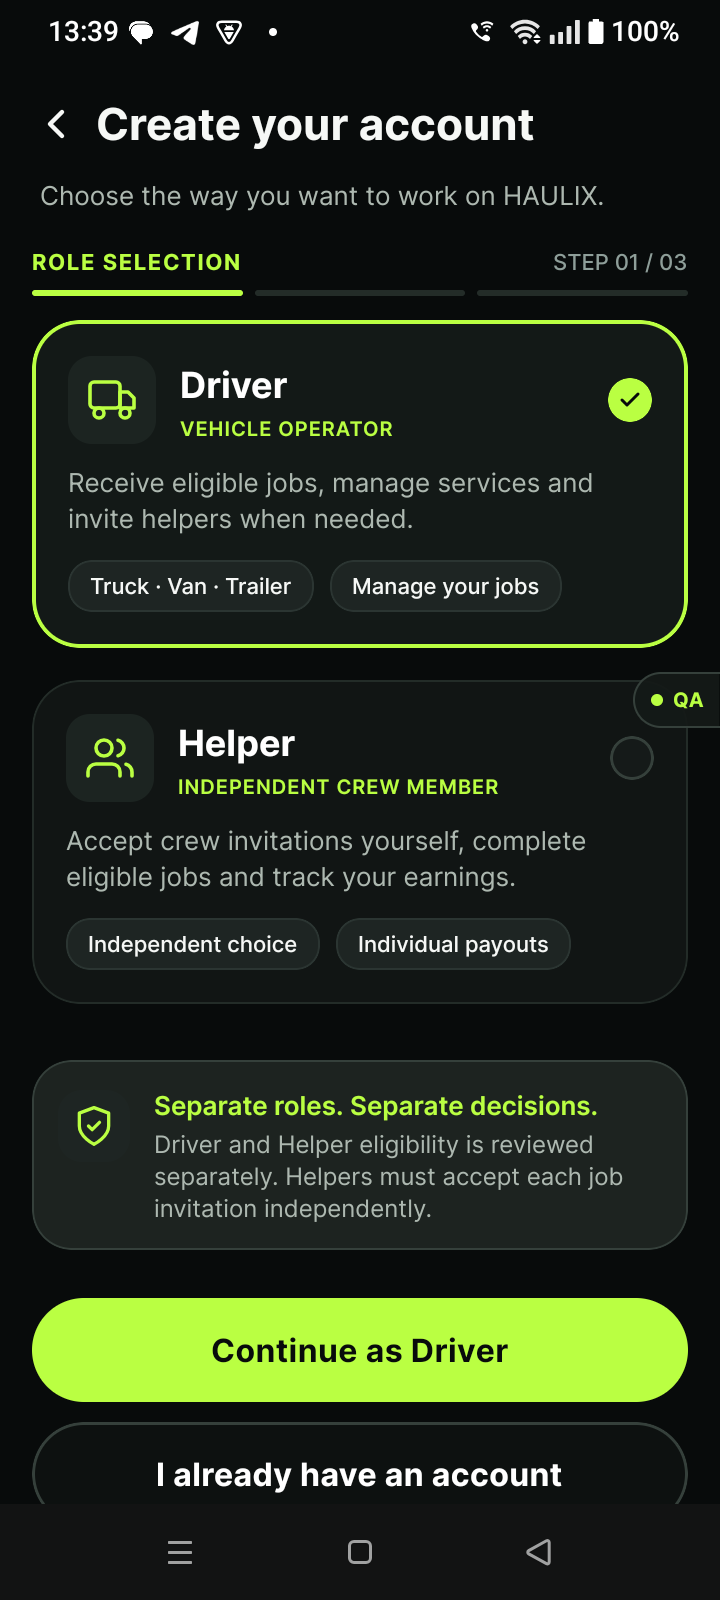 13:39
100%
Create your account
Choose the way you want to work on HAULIX.
ROLE SELECTION
STEP 01 / 03
Driver
VEHICLE OPERATOR
Receive eligible jobs, manage services and
invite helpers when needed.
Truck · Van · Trailer
Manage your jobs
QA
Helper
INDEPENDENT CREW MEMBER
Accept crew invitations yourself, complete
eligible jobs and track your earnings.
Independent choice
Individual payouts
Separate roles. Separate decisions.
Driver and Helper eligibility is reviewed
separately. Helpers must accept each job
invitation independently.
Continue as Driver
I already have an account